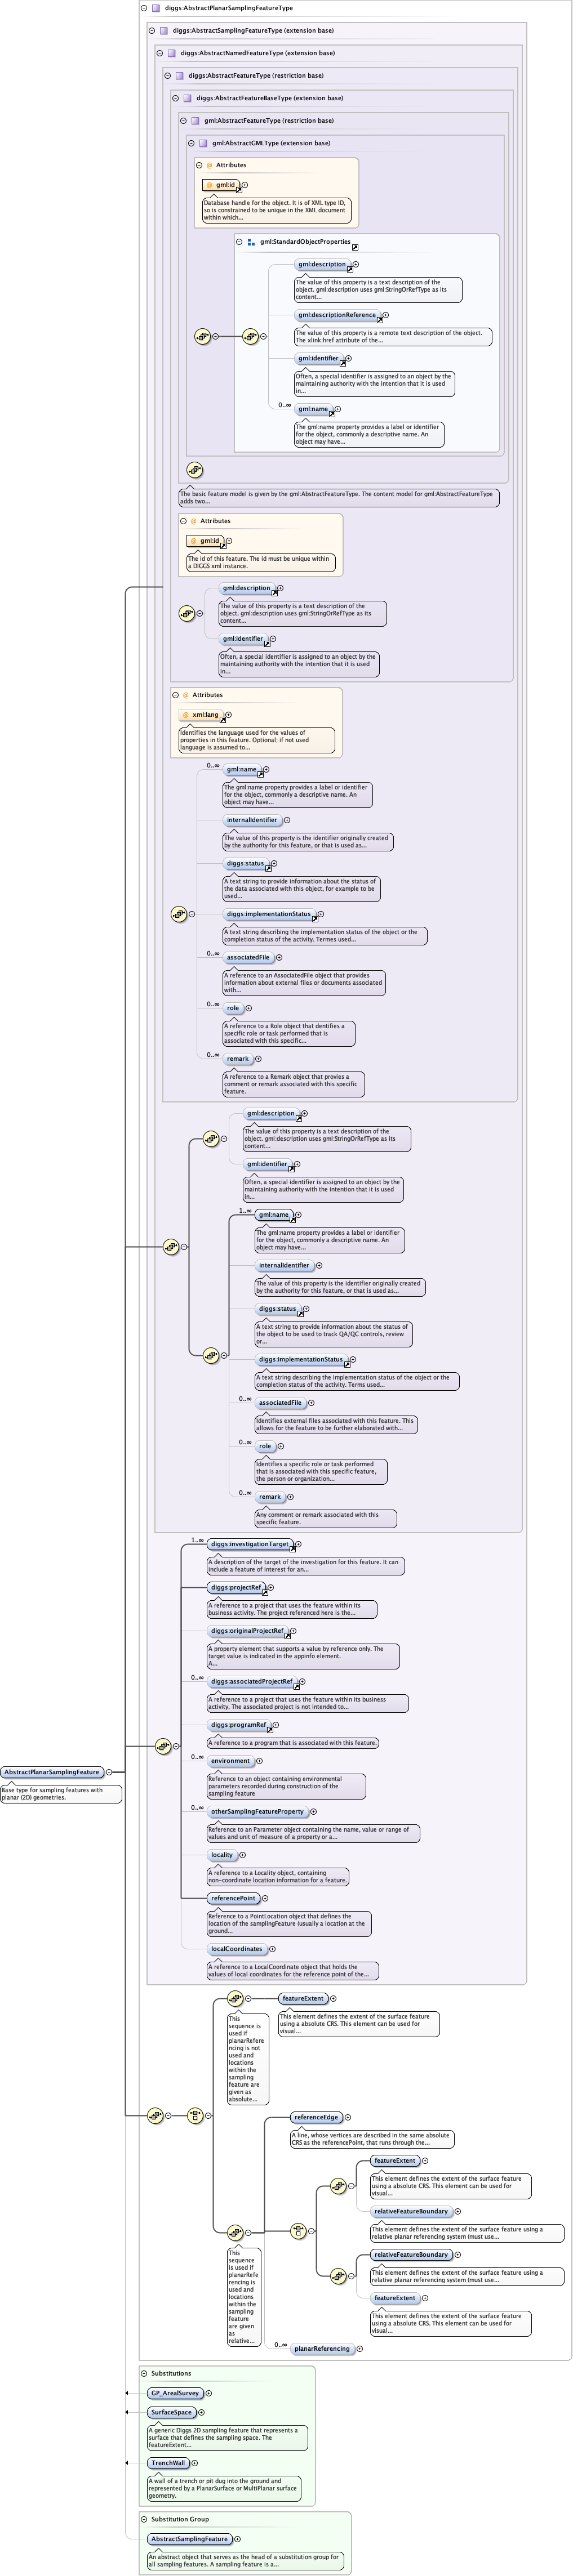 diggs:AbstractPlanarSamplingFeatureType
diggs:AbstractSamplingFeatureType (extension base)
diggs:AbstractNamedFeatureType (extension base)
diggs:AbstractFeatureType (restriction base)
diggs:AbstractFeatureBaseType (extension base)
gml:AbstractFeatureType (restriction base)
gml:AbstractGMLType (extension base)
Attributes
gml:id
Database handle for the object. It is of XML type ID,
so is constrained to be unique in the XML document
within which...
gml:StandardObjectProperties
gml:description
The value of this property is a text description of the
object. gml:description uses gml:StringOrRefType as its
content...
gml:descriptionReference
The value of this property is a remote text description of the object.
The xlink:href attribute of the...
gml:identifier
Often, a special identifier is assigned to an object by the
maintaining authority with the intention that it is used
in...
0..∞
gml:name
The gml:name property provides a label or identifier
for the object, commonly a descriptive name. An
object may have...
The basic feature model is given by the gml:AbstractFeatureType. The content model for gml:AbstractFeatureType
adds two...
Attributes
gml:id
The id of this feature. The id must be unique within
a DIGGS xml instance.
gml:description
The value of this property is a text description of the
object. gml:description uses gml:StringOrRefType as its
content...
gml:identifier
Often, a special identifier is assigned to an object by the
maintaining authority with the intention that it is used
in...
Attributes
xml:lang
Identifies the language used for the values of
properties in this feature. Optional; if not used
language is assumed to...
0..∞
gml:name
The gml:name property provides a label or identifier
for the object, commonly a descriptive name. An
object may have...
internalIdentifier
The value of this property is the identifier originally created
by the authority for this feature, or that is used as...
diggs:status
A text string to provide information about the status of
the data associated with this object, for example to be
used...
diggs:implementationStatus
A text string describing the implementation status of the object or the
completion status of the activity. Termes used...
0..∞
associatedFile
A reference to an AssociatedFile object that provides
information about external files or documents associated
with...
0..∞
role
A reference to a Role object that dentifies a
specific role or task performed that is
associated with this specific...
0..∞
remark
A reference to a Remark object that provies a
comment or remark associated with this specific
feature.
gml:description
The value of this property is a text description of the
object. gml:description uses gml:StringOrRefType as its
content...
gml:identifier
Often, a special identifier is assigned to an object by the
maintaining authority with the intention that it is used
in...
1..∞
gml:name
The gml:name property provides a label or identifier
for the object, commonly a descriptive name. An
object may have...
internalIdentifier
The value of this property is the identifier originally created
by the authority for this feature, or that is used as...
diggs:status
A text string to provide information about the status of
the object to be used to track QA/QC controls, review
or...
diggs:implementationStatus
A text string describing the implementation status of the object or the
completion status of the activity. Terms used...
0..∞
associatedFile
Identifies external files associated with this feature. This
allows for the feature to be further elaborated with...
0..∞
role
Identifies a specific role or task performed
that is associated with this specific feature,
the person or organization...
0..∞
remark
Any comment or remark associated with this
specific feature.
1..∞
diggs:investigationTarget
A description of the target of the investigation for this feature. It can
include a feature of interest for an...
diggs:projectRef
A reference to a project that uses the feature within its
business activity. The project referenced here is the...
diggs:originalProjectRef
A property element that supports a value by reference only. The
target value is indicated in the appinfo element.
A...
0..∞
diggs:associatedProjectRef
A reference to a project that uses the feature within its business
activity. The associated project is not intended to...
diggs:programRef
A reference to a program that is associated with this feature.
0..∞
environment
Reference to an object containing environmental
parameters recorded during construction of the
sampling feature
0..∞
otherSamplingFeatureProperty
Reference to an Parameter object containing the name, value or range of
values and unit of measure of a property or a...
locality
A reference to a Locality object, containing
non-coordinate location information for a feature.
referencePoint
Reference to a PointLocation object that defines the
location of the samplingFeature (usually a location at the
ground...
localCoordinates
A reference to a LocalCoordinate object that holds the
values of local coordinates for the reference point of the...
AbstractPlanarSamplingFeature
Base type for sampling features with
planar (2D) geometries.
featureExtent
This element defines the extent of the surface feature
using a absolute CRS. This element can be used for
visual...
This
sequence is
used if
planarRefere
ncing is not
used and
locations
within the
sampling
feature are
given as
absolute...
referenceEdge
A line, whose vertices are described in the same absolute
CRS as the referencePoint, that runs through the...
featureExtent
This element defines the extent of the surface feature
using a absolute CRS. This element can be used for
visual...
relativeFeatureBoundary
This element defines the extent of the surface feature using a
relative planar referencing system (must use...
relativeFeatureBoundary
This element defines the extent of the surface feature using a
relative planar referencing system (must use...
featureExtent
This element defines the extent of the surface feature
using a absolute CRS. This element can be used for
visual...
This
sequence
is used if
planarRefe
rencing is
used and
locations
within the
sampling
feature
are given
as
relative...
0..∞
planarReferencing
Substitutions
GP_ArealSurvey
SurfaceSpace
A generic Diggs 2D sampling feature that represents a
surface that defines the sampling space. The
featureExtent...
TrenchWall
A wall of a trench or pit dug into the ground and
represented by a PlanarSurface or MultiPlanar surface
geometry.
Substitution Group
AbstractSamplingFeature
An abstract object that serves as the head of a substitution group for
all sampling features. A sampling feature is a...